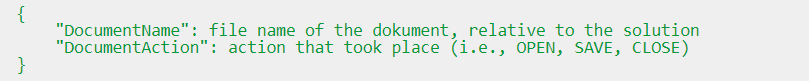 {
"DocumentName": file name of the dokument, relative to the solution
"DocumentAction": action that took place (i.e., OPEN, SAVE, CLOSE)
}